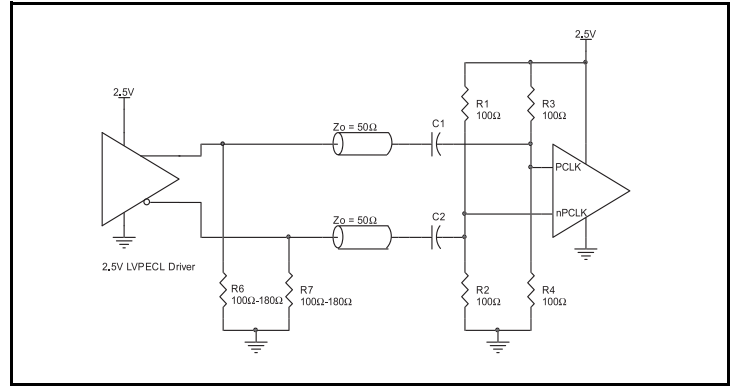 2.5V
2.5V
R1
100Ω
R3
100Ω
Zo = 50Ω
C1
PCLK
Zo = 50Ω
C2
nPCLK
2.5V LVPECL Driver
R6
100Ω-180Ω
R7
100Ω-180Ω
R2
100Ω
R4
100Ω